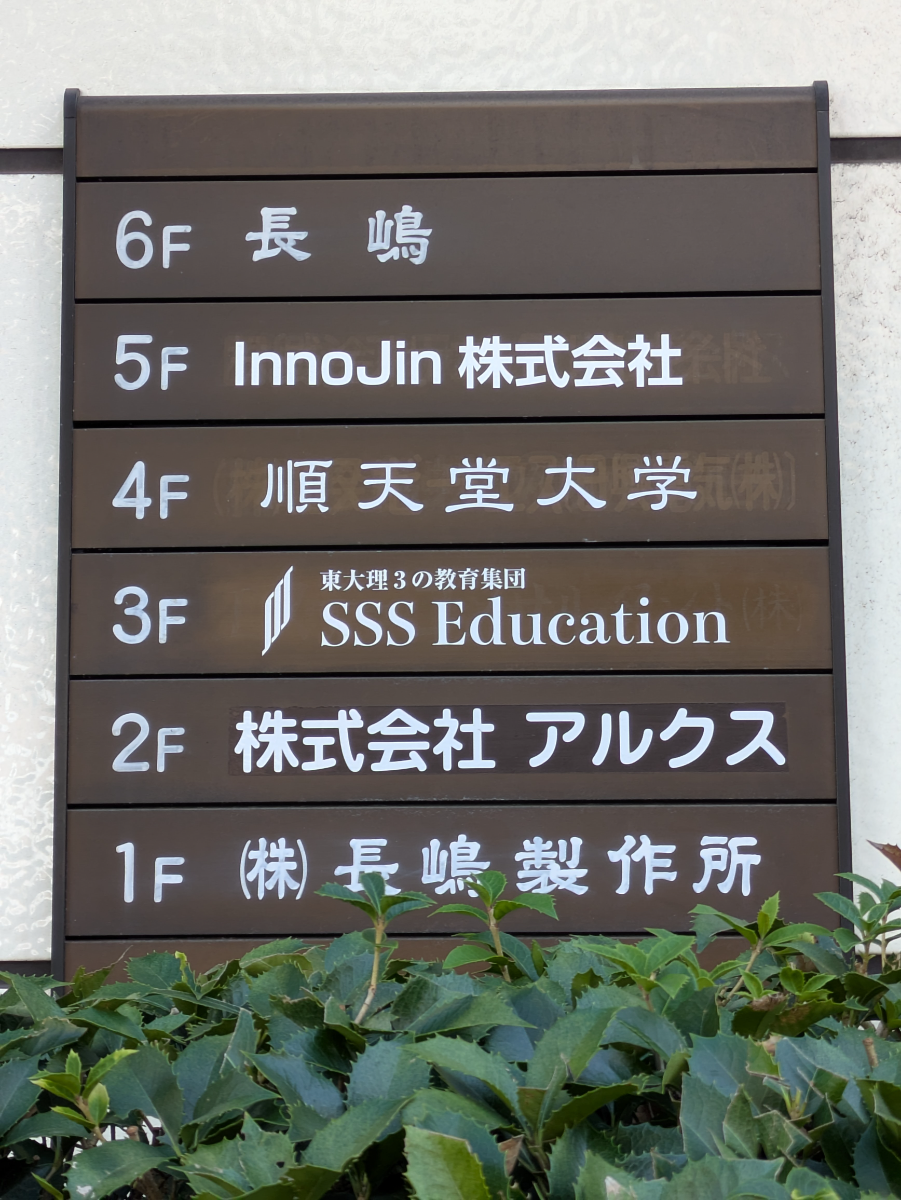 6F 長嶋
5F InnoJin 株式会社
4F 順天堂大学
3F 東大理3の教育集団
SSS Education
2F 株式会社 アルクス
1F (株)長嶋製作所